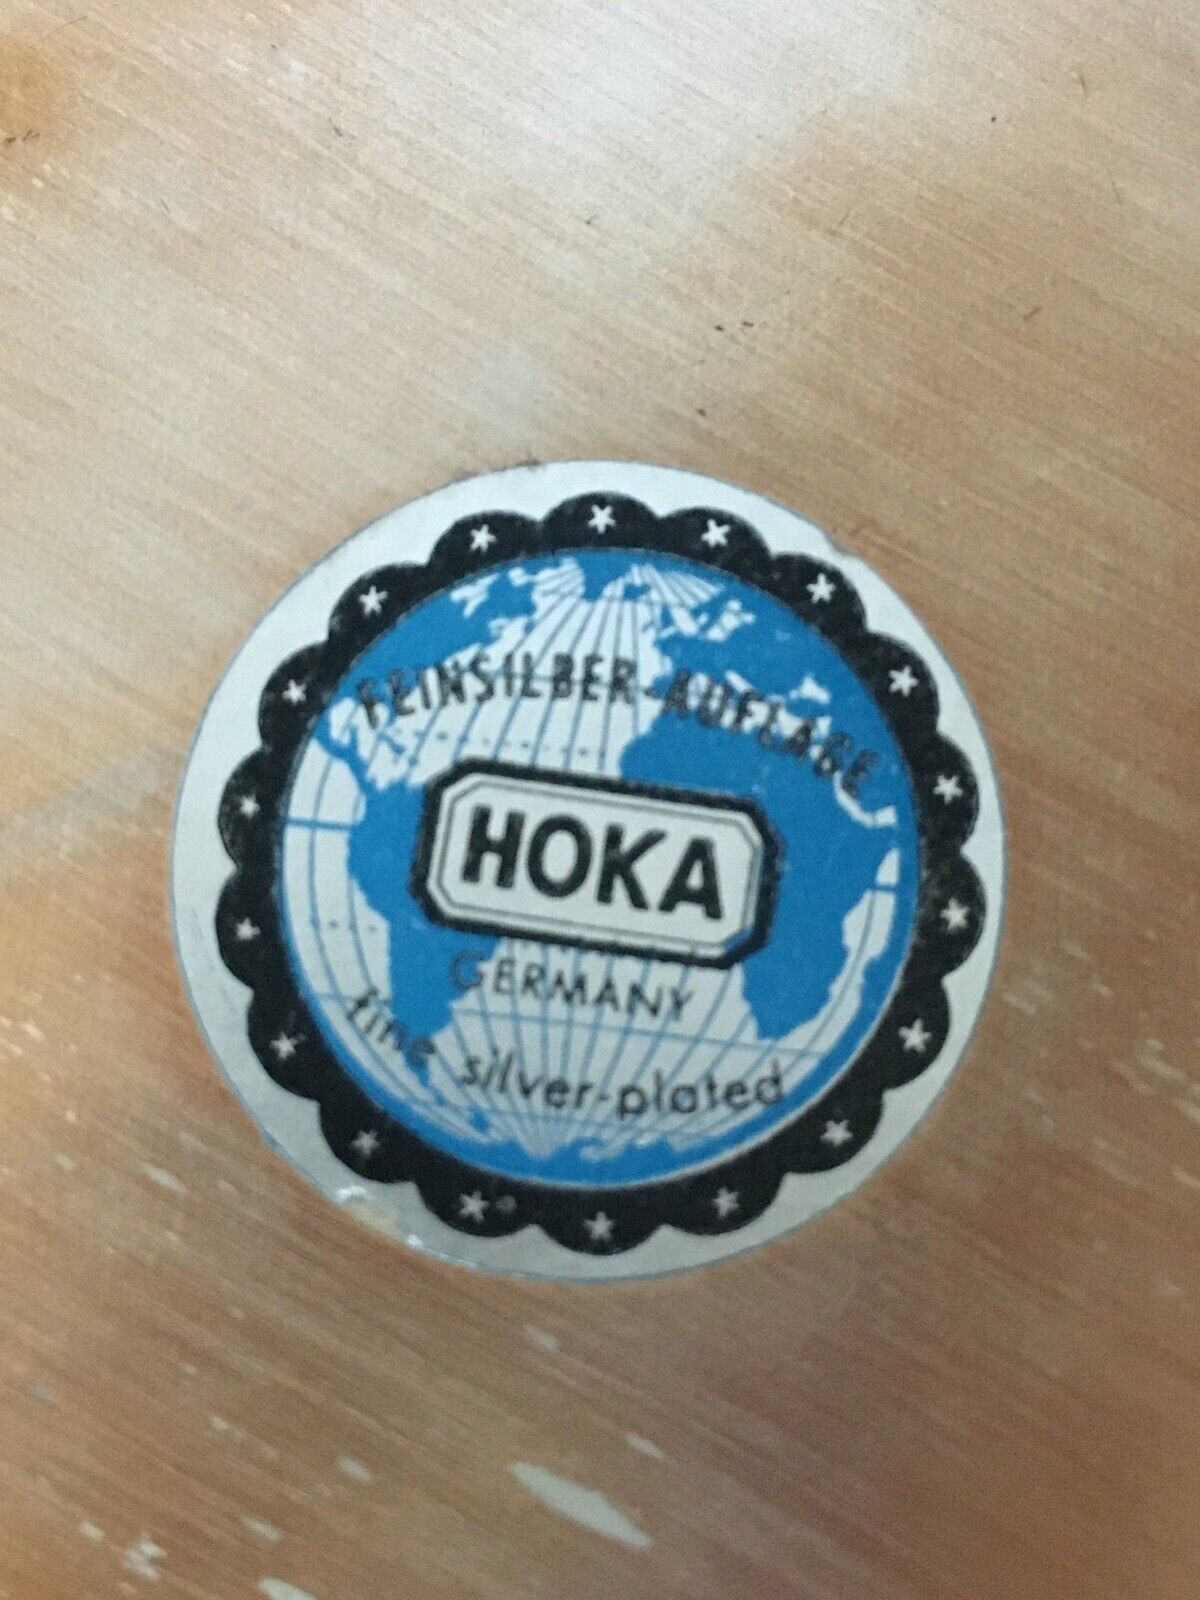 FEINSILBER-AUFLAGE
HOKA
GERMANY
fine silver-plated